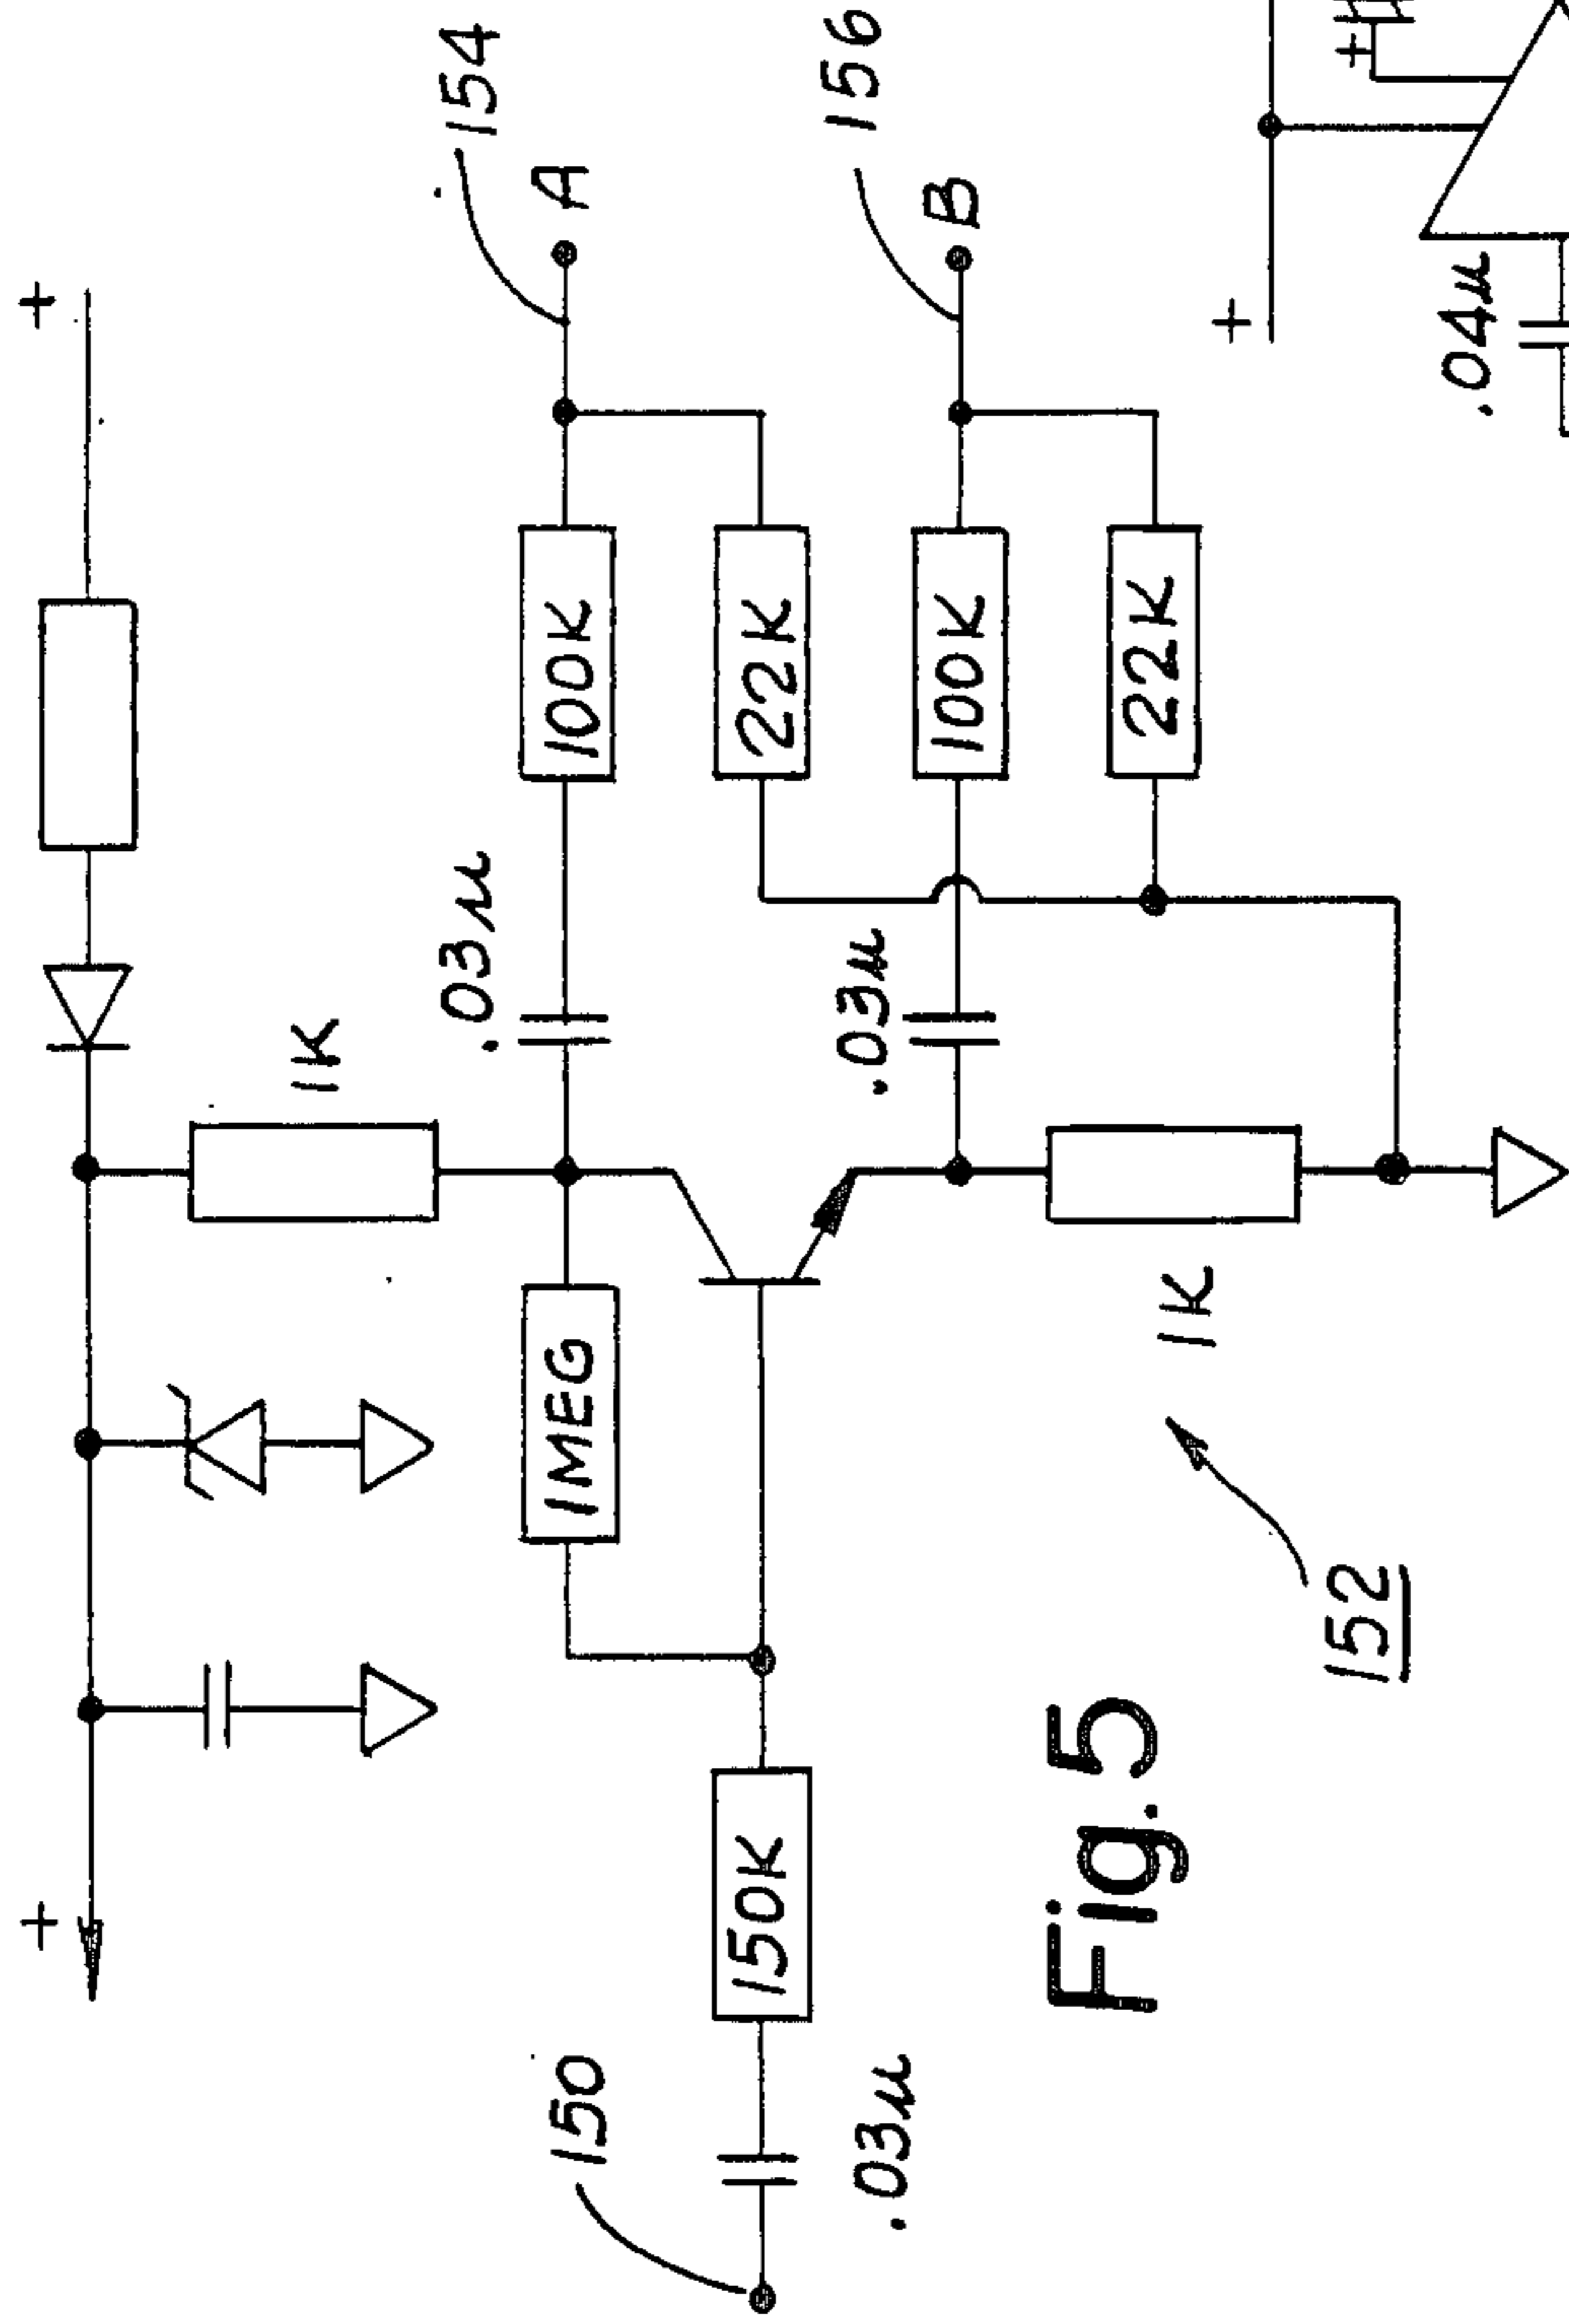 +
+
1K
.03µ
154
A
100K
1MEG
22K
150
150K
.03µ
.03µ
156
B
100K
22K
1K
152
Fig.5
+
+
.04µ